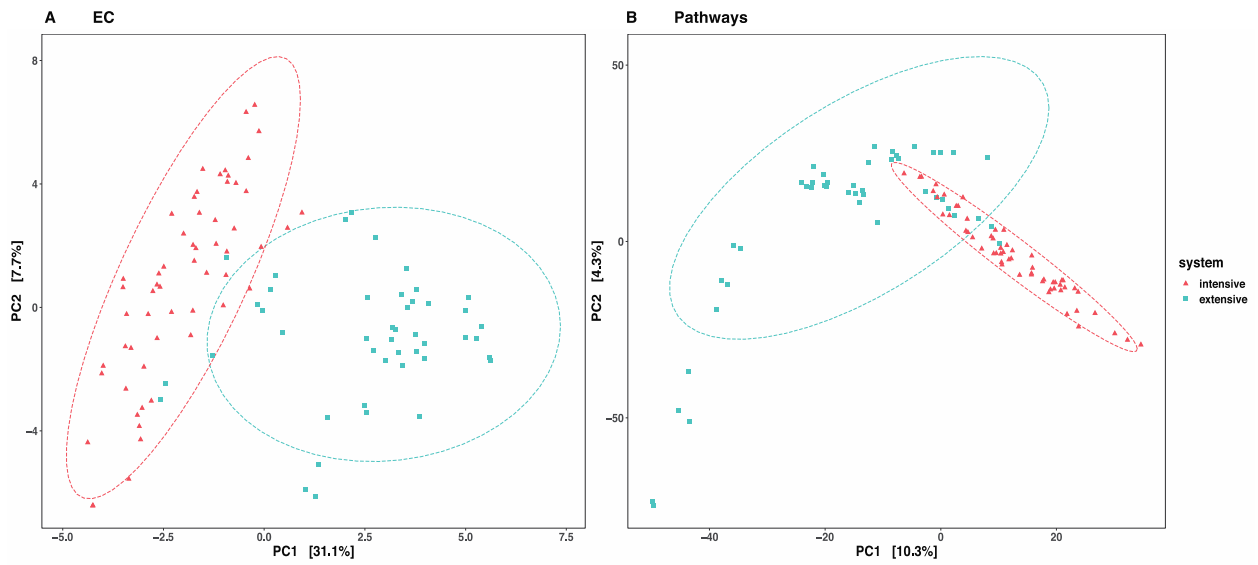 A EC
8
4
0
−4
PC2 [7.7%]
−5.0 −2.5 0.0 2.5 5.0 7.5
PC1 [31.1%]
B Pathways
50
0
−50
PC2 [4.3%]
−40 −20 0 20
PC1 [10.3%]
system
intensive
extensive